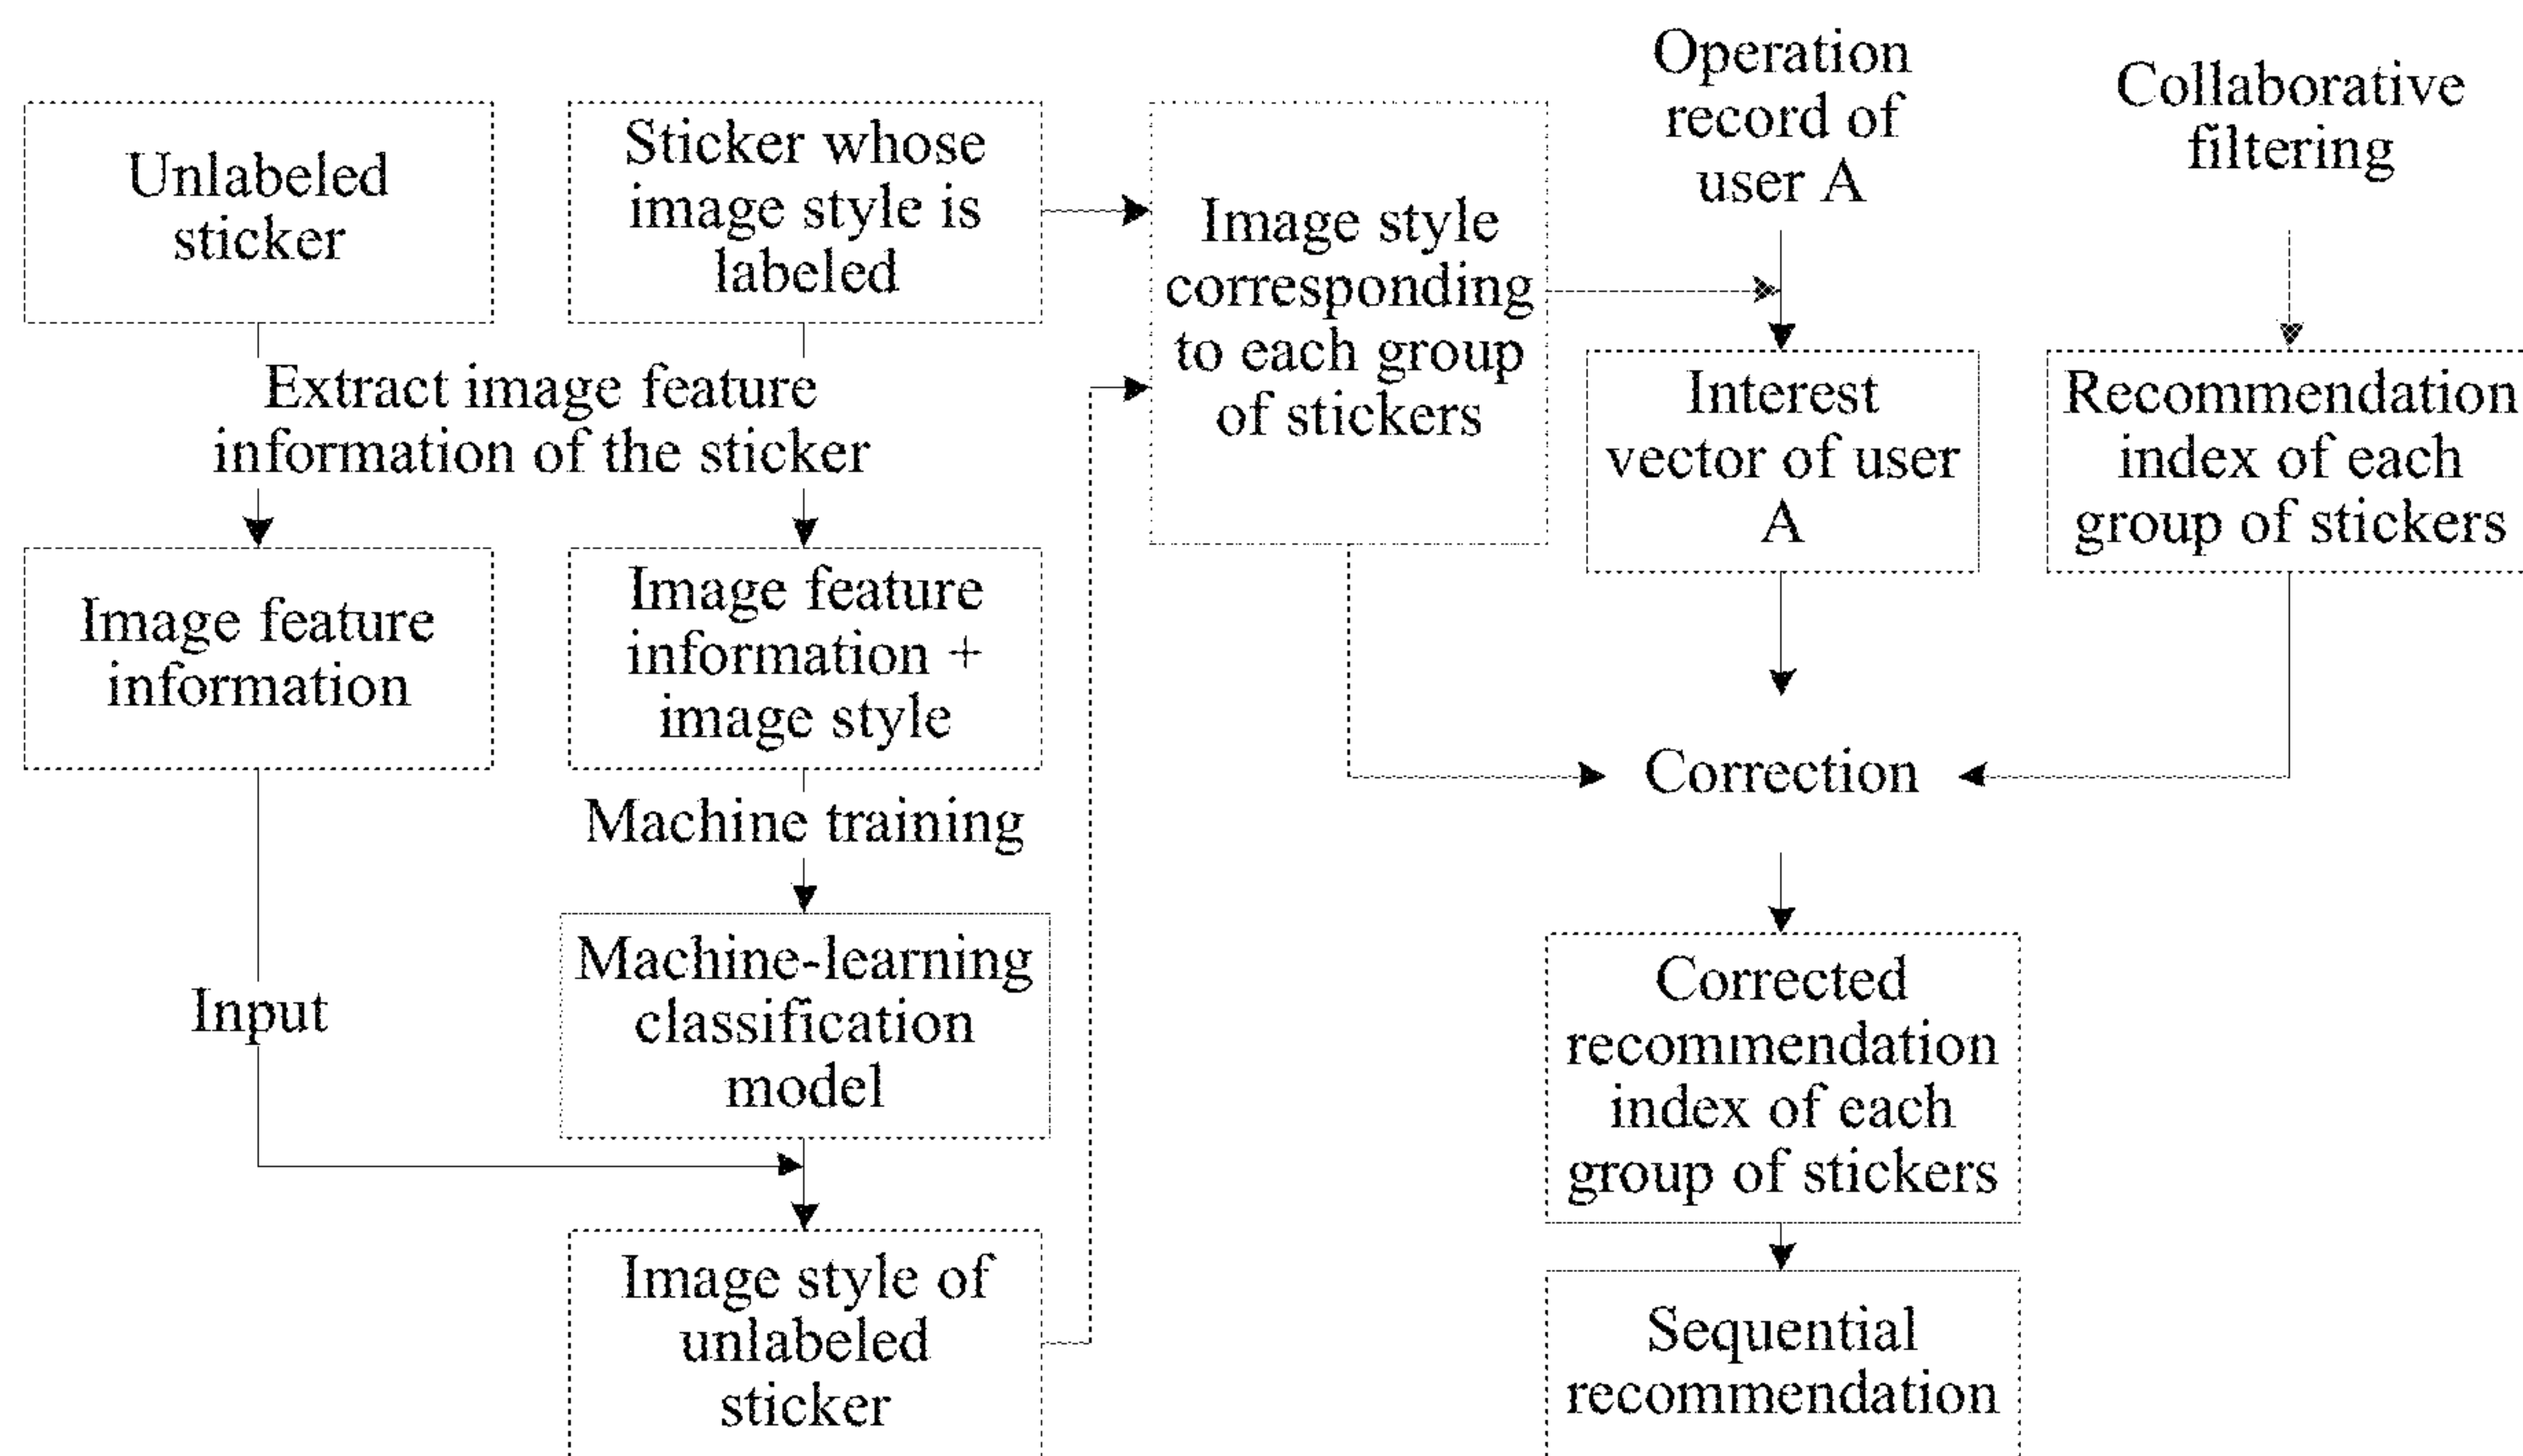 Unlabeled
sticker
Sticker whose
image style is
labeled
Extract image feature
information of the sticker
Image feature
information
Image feature
information +
image style
Machine training
Input
Machine-learning
classification
model
Image style of
unlabeled
sticker
Image style
corresponding
to each group
of stickers
Operation
record of
user A
Collaborative
filtering
Interest
vector of user
A
Recommendation
index of each
group of stickers
Correction
Corrected
recommendation
index of each
group of stickers
Sequential
recommendation